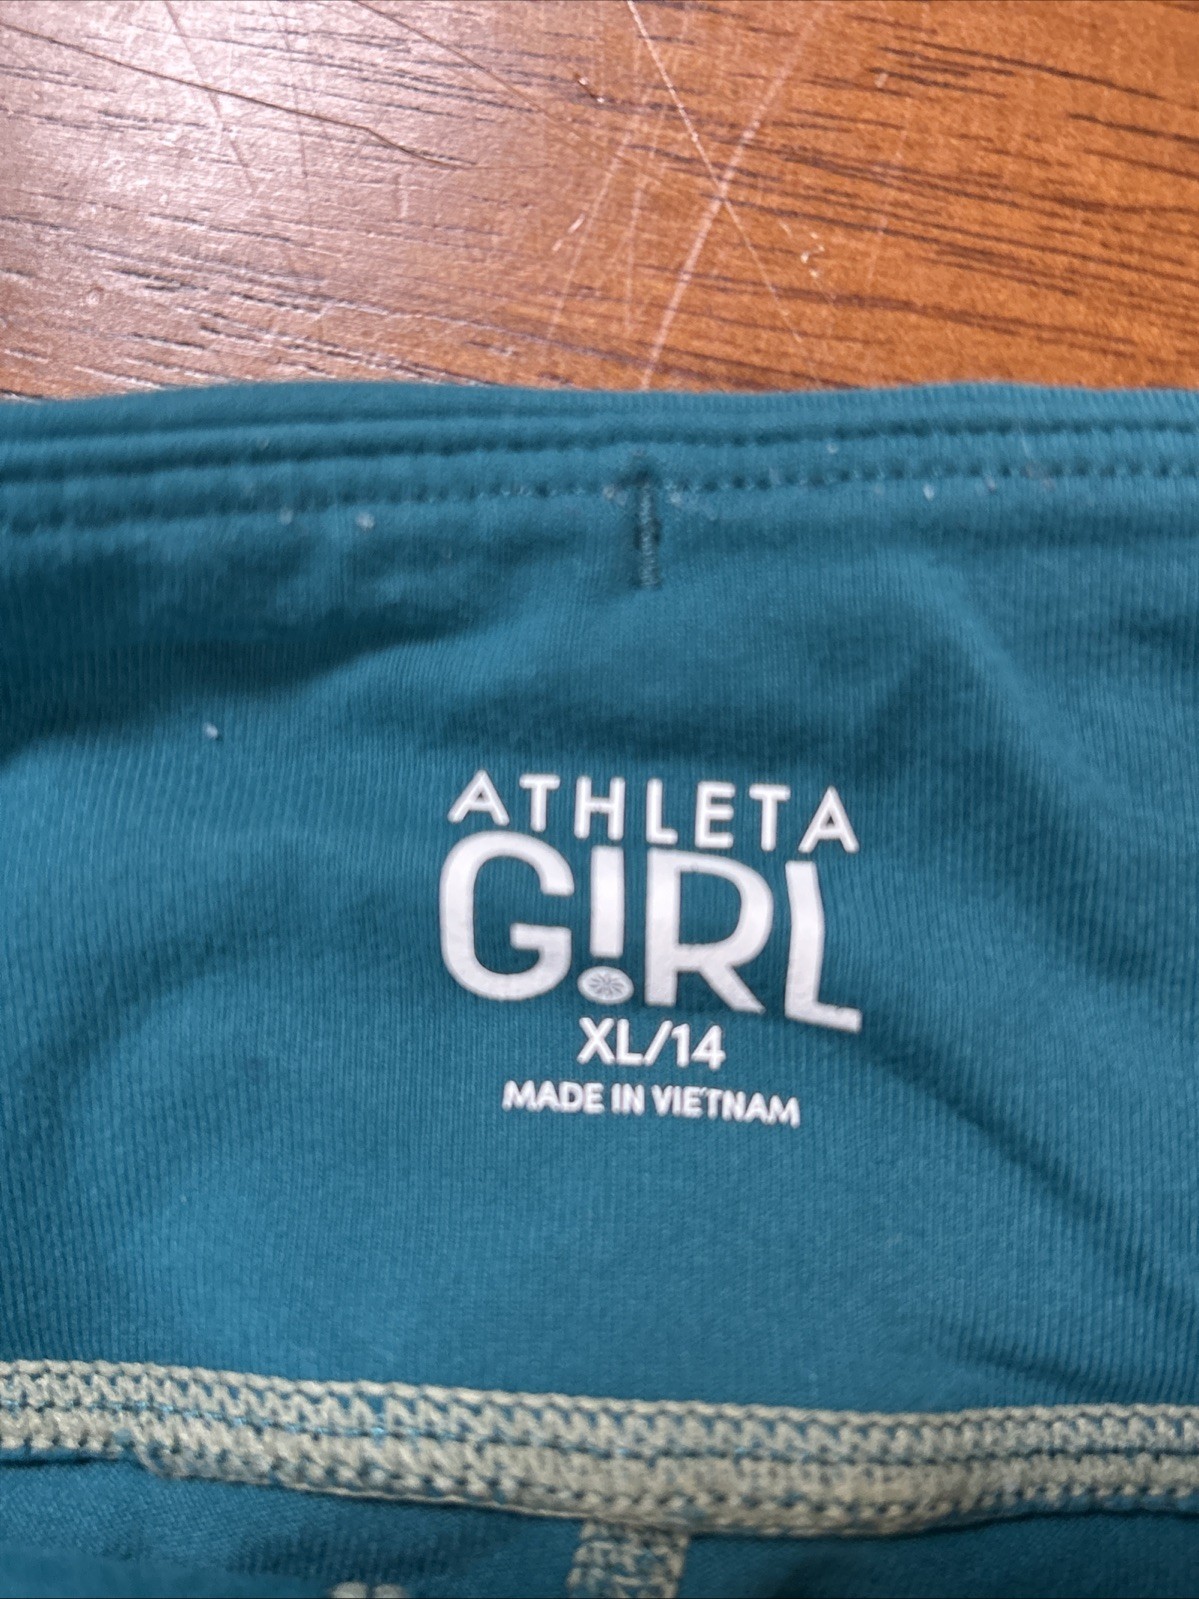 ATHLETA
G!RL
XL/14
MADE IN VIETNAM